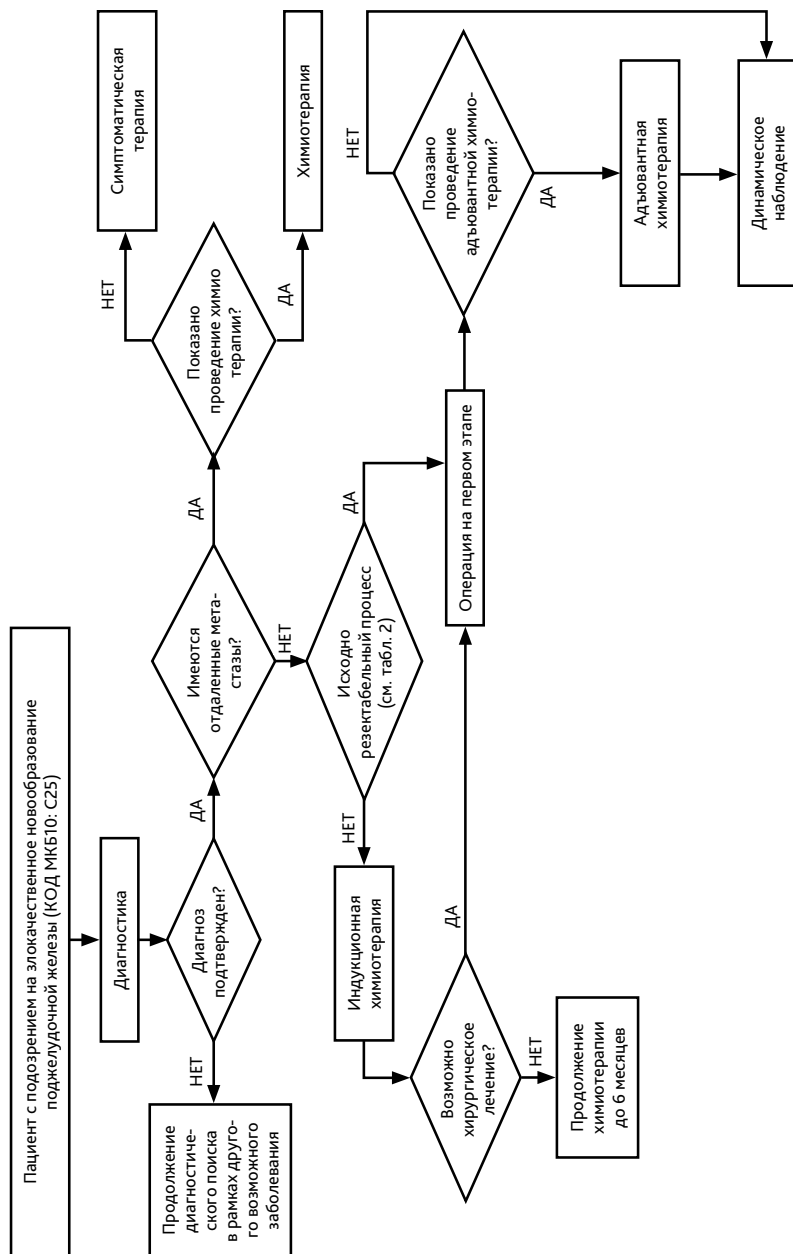 Пациент с подозрением на злокачественное новообразование
поджелудочной железы (КОД МКБ10: C25)
Диагностика
Диагноз
подтвержден?
НЕТ
ДА
Продолжение
диагностиче-
ского поиска
в рамках друго-
го возможного
заболевания
Имеются
отдаленные мета-
стазы?
ДА
НЕТ
Показано
проведение химио
терапии?
НЕТ
ДА
Симптоматическая
терапия
Химиотерапия
Исходно
резектабельный процесс
(см. табл. 2)
НЕТ
ДА
Индукционная
химиотерапия
Возможно
хирургическое
лечение?
ДА
НЕТ
Продолжение
химиотерапии
до 6 месяцев
Операция на первом этапе
Показано
проведение
адъювантной химио-
терапии?
НЕТ
ДА
Адъювантная
химиотерапия
Динамическое
наблюдение